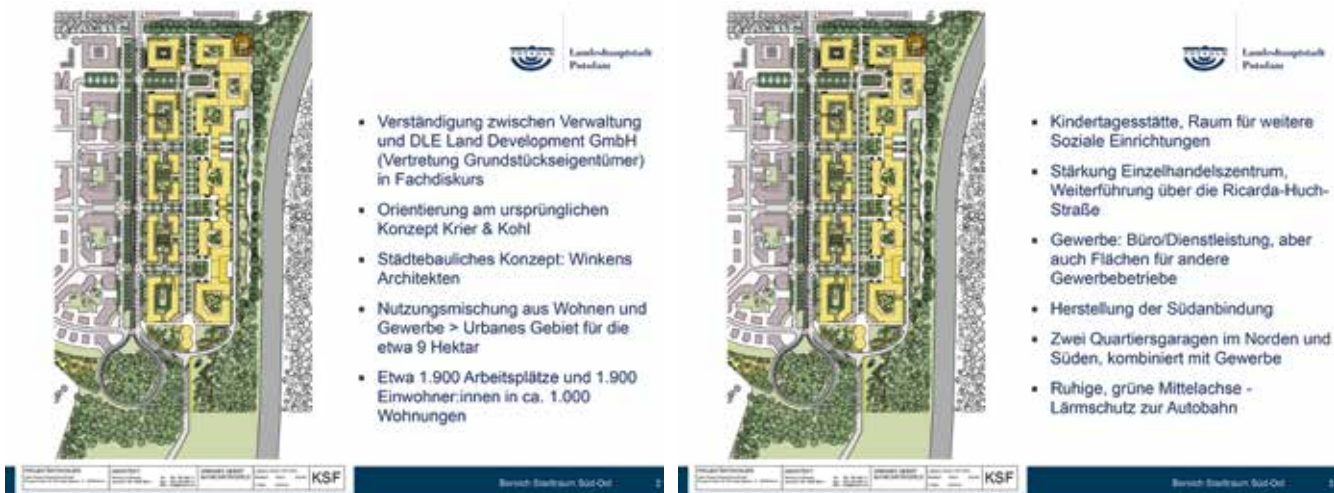 Landeshauptstadt
Potsdam
Verständigung zwischen Verwaltung
und DLE Land Development GmbH
(Vertretung Grundstückseigentümer)
in Fachdiskurs
Orientierung am ursprünglichen
Konzept Krier & Kohl
Städtebauliches Konzept: Winkens
Architekten
Nutzungsmischung aus Wohnen und
Gewerbe > Urbanes Gebiet für die
etwa 9 Hektar
Etwa 1.900 Arbeitsplätze und 1.900
Einwohner:innen in ca. 1.000
Wohnungen
KSiF
Bereich Stadtraum Süd-Ost
Landeshauptstadt
Potsdam
Kindertagesstätte, Raum für weitere
Soziale Einrichtungen
Stärkung Einzelhandelszentrum,
Weiterführung über die Ricarda-Huch-
Straße
Gewerbe: Büro/Dienstleistung, aber
auch Flächen für andere
Gewerbebetriebe
Herstellung der Südanbindung
Zwei Quartiersgaragen im Norden und
Süden, kombiniert mit Gewerbe
Ruhige, grüne Mittelachse -
Lärmschutz zur Autobahn
KSiF
Bereich Stadtraum Süd-Ost